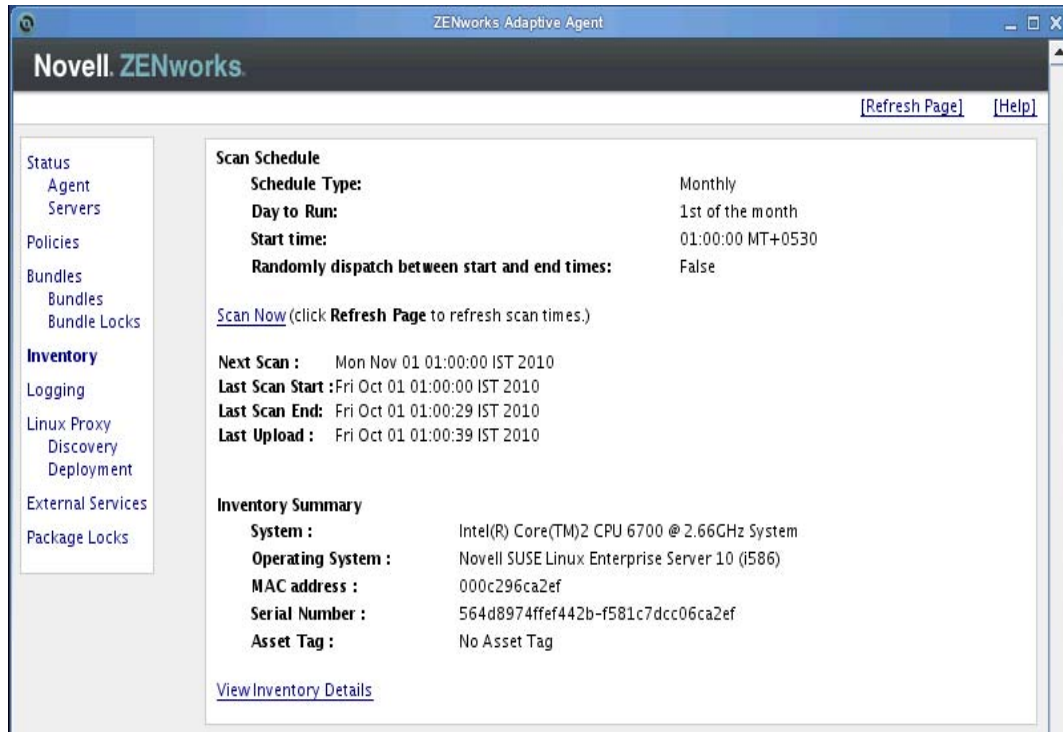 ZENworks Adaptive Agent
Novell. ZENworks.
[Refresh Page] [Help]
Status
Agent
Servers
Policies
Bundles
Bundles
Bundle Locks
Inventory
Logging
Linux Proxy
Discovery
Deployment
External Services
Package Locks
Scan Schedule
Schedule Type: Monthly
Day to Run: 1st of the month
Start time: 01:00:00 MT+0530
Randomly dispatch between start and end times: False
Scan Now (click Refresh Page to refresh scan times.)
Next Scan : Mon Nov 01 01:00:00 IST 2010
Last Scan Start : Fri Oct 01 01:00:00 IST 2010
Last Scan End: Fri Oct 01 01:00:29 IST 2010
Last Upload : Fri Oct 01 01:00:39 IST 2010
Inventory Summary
System : Intel(R) Core(TM)2 CPU 6700 @ 2.66GHz System
Operating System : Novell SUSE Linux Enterprise Server 10 (i586)
MAC address : 000c296ca2ef
Serial Number : 564d8974ffef442b-f581c7dcc06ca2ef
Asset Tag : No Asset Tag
View Inventory Details